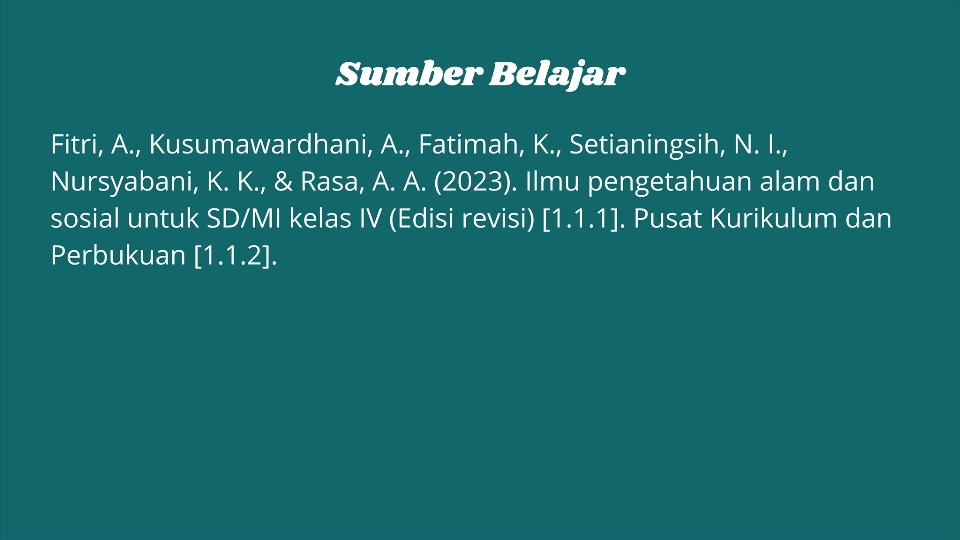 Sumber Belajar
Fitri, A., Kusumawardhani, A., Fatimah, K., Setianingsih, N. I.,
Nursyabani, K. K., & Rasa, A. A. (2023). Ilmu pengetahuan alam dan
sosial untuk SD/MI kelas IV (Edisi revisi) [1.1.1]. Pusat Kurikulum dan
Perbukuan [1.1.2].